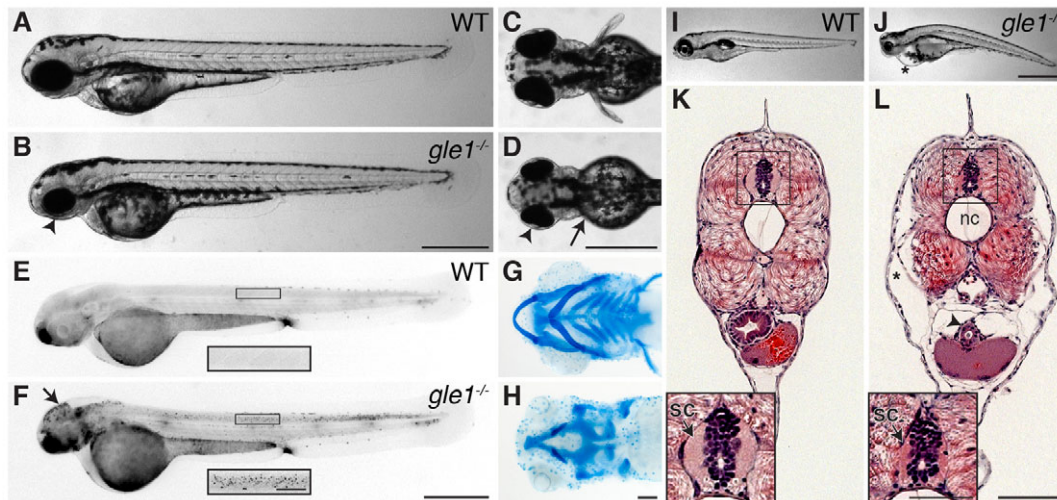 A WT
B gle1-/-
C
D
E WT
F gle1-/-
G
H
I WT
J gle1-/-
*
K
L
nc
*
sc
sc